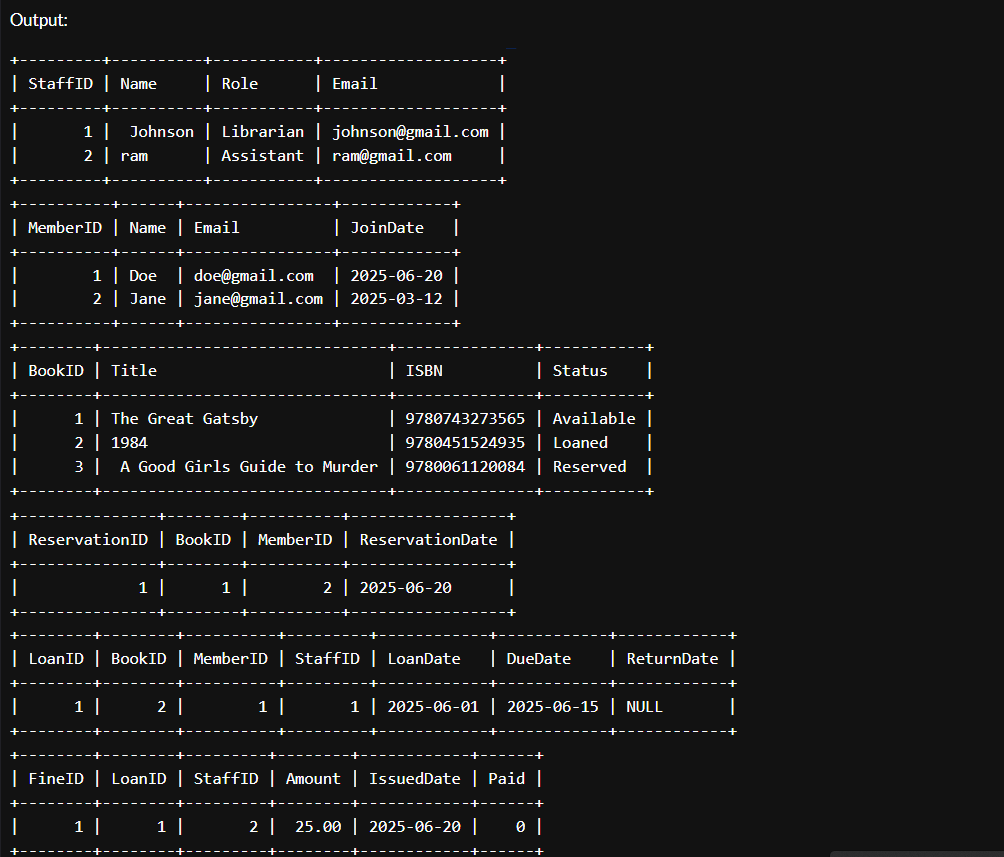 Output:
+---------+----------+-----------+-------------------+
| StaffID | Name     | Role      | Email             |
+---------+----------+-----------+-------------------+
|       1 |  Johnson | Librarian | johnson@gmail.com |
|       2 | ram      | Assistant | ram@gmail.com     |
+---------+----------+-----------+-------------------+
+----------+------+----------------+------------+
| MemberID | Name | Email          | JoinDate   |
+----------+------+----------------+------------+
|        1 | Doe  | doe@gmail.com  | 2025-06-20 |
|        2 | Jane | jane@gmail.com | 2025-03-12 |
+----------+------+----------------+------------+
+--------+-------------------------------+---------------+-----------+
| BookID | Title                         | ISBN          | Status    |
+--------+-------------------------------+---------------+-----------+
|      1 | The Great Gatsby              | 9780743273565 | Available |
|      2 | 1984                          | 9780451524935 | Loaned    |
|      3 |  A Good Girls Guide to Murder | 9780061120084 | Reserved  |
+--------+-------------------------------+---------------+-----------+
+---------------+--------+----------+-----------------+
| ReservationID | BookID | MemberID | ReservationDate |
+---------------+--------+----------+-----------------+
|             1 |      1 |        2 | 2025-06-20      |
+---------------+--------+----------+-----------------+
+--------+--------+----------+---------+------------+------------+------------+
| LoanID | BookID | MemberID | StaffID | LoanDate   | DueDate    | ReturnDate |
+--------+--------+----------+---------+------------+------------+------------+
|      1 |      2 |        1 |       1 | 2025-06-01 | 2025-06-15 | NULL       |
+--------+--------+----------+---------+------------+------------+------------+
+--------+--------+---------+--------+------------+------+
| FineID | LoanID | StaffID | Amount | IssuedDate | Paid |
+--------+--------+---------+--------+------------+------+
|      1 |      1 |       2 |  25.00 | 2025-06-20 |    0 |
+--------+--------+---------+--------+------------+------+